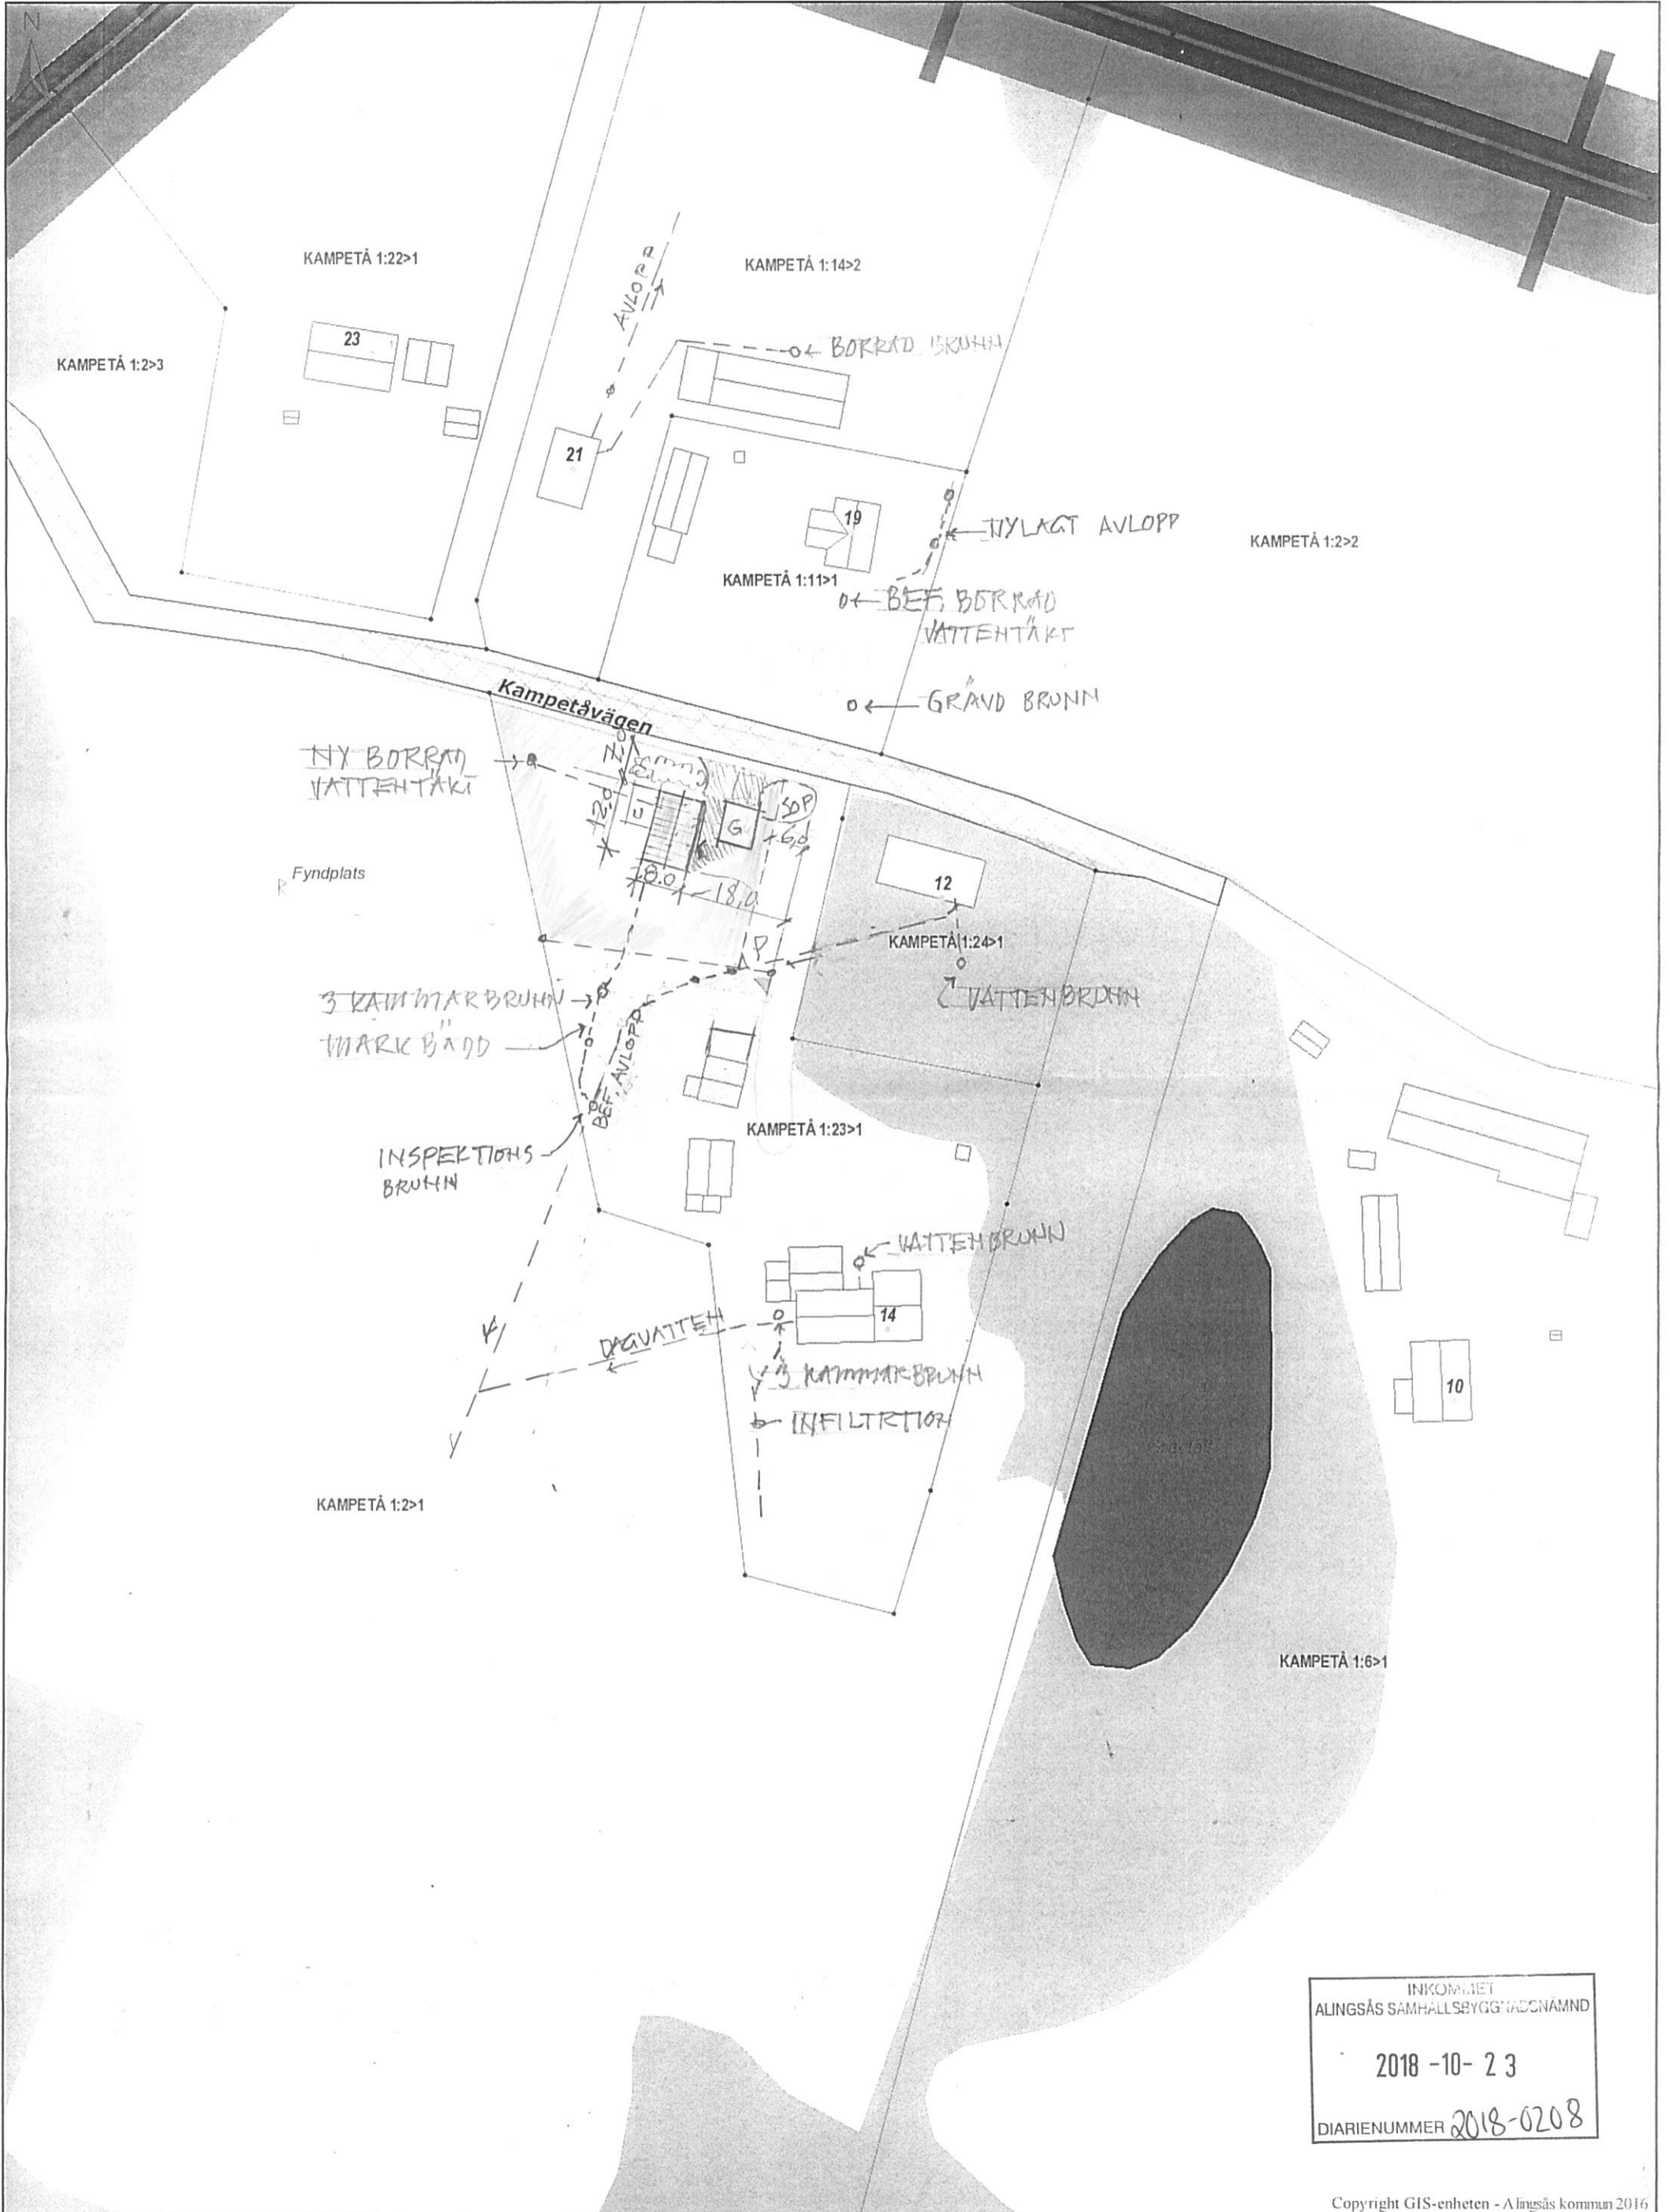 N
KAMPETÅ 1:22>1
AVLOPP
KAMPETÅ 1:14>2
23
KAMPETÅ 1:2>3
BORRAD BRUNN
21
19
NYLAGT AVLOPP
KAMPETÅ 1:2>2
KAMPETÅ 1:11>1
BEF, BORRAD
VATTENTÄKT
Kampetåvägen
GRÄVD BRUNN
NY BORRAD
VATTENTÄKT
12,0
G
6,0
Fyndplats
R
8.0
18,0
12
P
KAMPETÅ 1:24>1
3 KAMMARBRUNN
VATTENBRUNN
MARKBÄDD
BEF, AVLOPP
KAMPETÅ 1:23>1
INSPEKTIONS
BRUNN
VATTENBRUNN
14
DAGVATTEN
3 KAMMARBRUNN
10
INFILTRTION
KAMPETÅ 1:2>1
KAMPETÅ 1:6>1
INKOMMET
ALINGSÅS SAMHÄLLSBYGGNADSNÄMND
2018 -10- 23
DIARIENUMMER 2018-0208
Copyright GIS-enheten - Alingsås kommun 2016